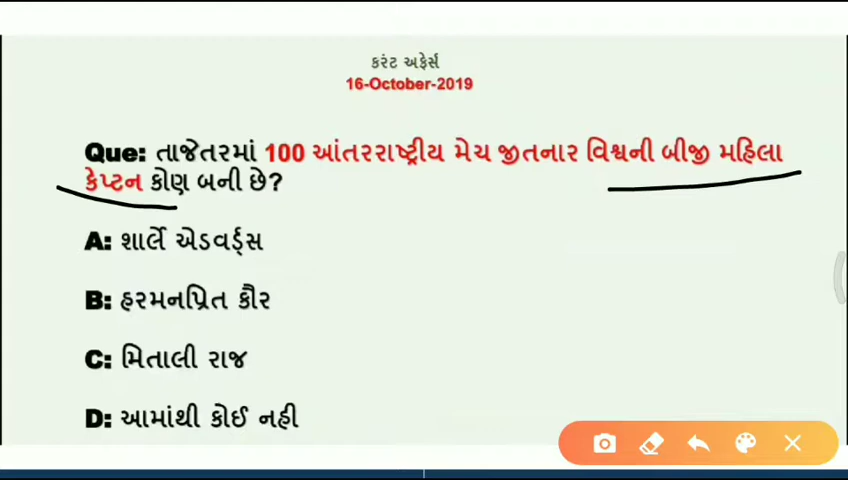 કરંટ અફેર્સ
16-October-2019
Que: તાજેતરમાં 100 આંતરરાષ્ટ્રીય મેચ જીતનાર વિશ્વની બીજી મહિલા
કેપ્ટન કોણ બની છે?
A: શાર્લે એડવર્ડ્સ
B: હરમનપ્રિત કૌર
C: મિતાલી રાજ
D: આમાંથી કોઈ નહી